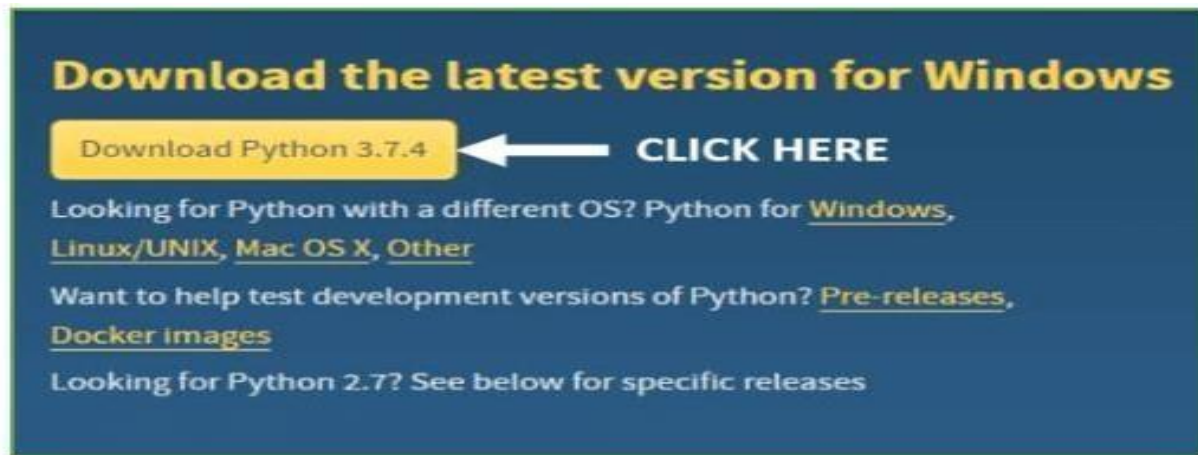 Download the latest version for Windows
Download Python 3.7.4 CLICK HERE
Looking for Python with a different OS? Python for Windows,
Linux/UNIX, Mac OS X, Other
Want to help test development versions of Python? Pre-releases,
Docker images
Looking for Python 2.7? See below for specific releases